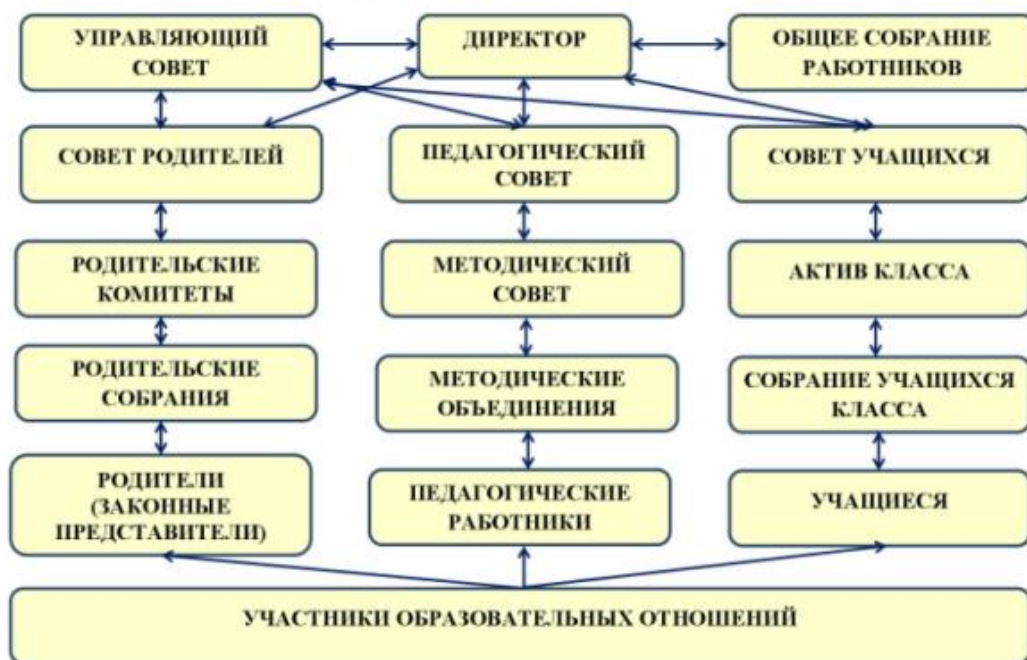 УПРАВЛЯЮЩИЙ
СОВЕТ
ДИРЕКТОР
ОБЩЕЕ СОБРАНИЕ
РАБОТНИКОВ
СОВЕТ РОДИТЕЛЕЙ
ПЕДАГОГИЧЕСКИЙ
СОВЕТ
СОВЕТ УЧАЩИХСЯ
РОДИТЕЛЬСКИЕ
КОМИТЕТЫ
МЕТОДИЧЕСКИЙ
СОВЕТ
АКТИВ КЛАССА
РОДИТЕЛЬСКИЕ
СОБРАНИЯ
МЕТОДИЧЕСКИЕ
ОБЪЕДИНЕНИЯ
СОБРАНИЕ УЧАЩИХСЯ
КЛАССА
РОДИТЕЛИ
(ЗАКОННЫЕ
ПРЕДСТАВИТЕЛИ)
ПЕДАГОГИЧЕСКИЕ
РАБОТНИКИ
УЧАЩИЕСЯ
УЧАСТНИКИ ОБРАЗОВАТЕЛЬНЫХ ОТНОШЕНИЙ